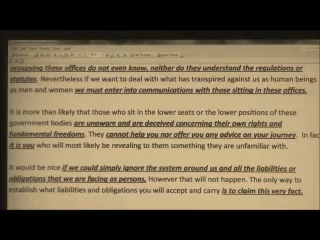 occupying these offices do not even know, neither do they understand the regulations or
statutes. Nevertheless if we want to deal with what has transpired against us as human beings
as men and women we must enter into communications with those sitting in these offices.
It is more than likely that those who sit in the lower seats or the lower positions of these
government bodies are unaware and are deceived concerning their own rights and
fundamental freedoms. They cannot help you nor offer you any advice on your journey. In fac
it is you who will most likely be revealing to them something they are unfamiliar with.
It would be nice if we could simply ignore the system around us and all the liabilities or
obligations that we are facing as persons. However that will not happen. The only way to
establish what liabilities and obligations you will accept and carry is to claim this very fact.